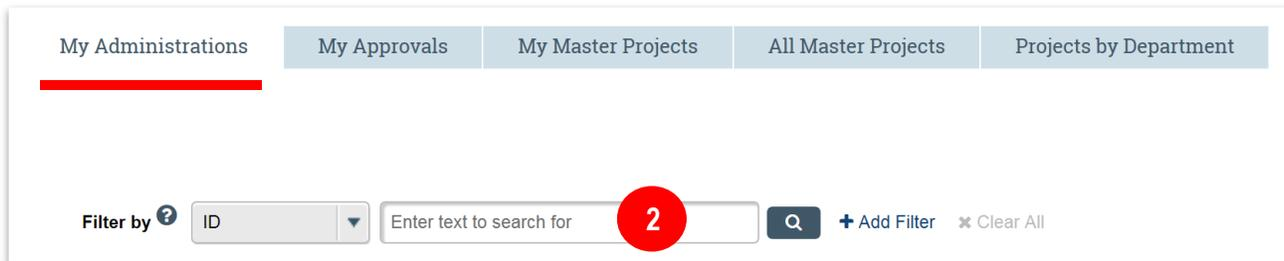 My Administrations My Approvals My Master Projects All Master Projects Projects by Department
Filter by ? ID Enter text to search for 2 + Add Filter ✖ Clear All